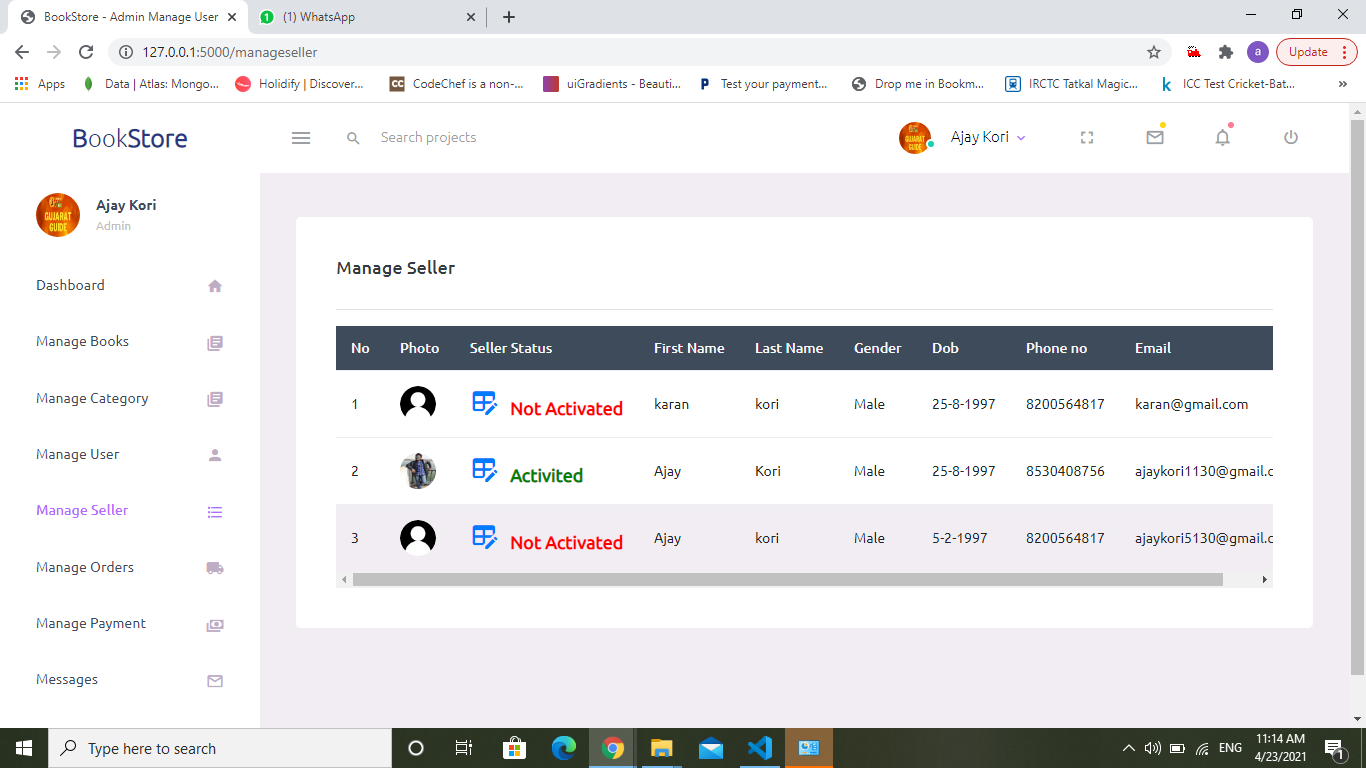 BookStore - Admin Manage User
(1) WhatsApp
127.0.0.1:5000/manageseller
a
Update
Apps
Data | Atlas: Mongo...
Holidify | Discover...
CC CodeChef is a non-...
uiGradients - Beauti...
P Test your payment...
Drop me in Bookm...
IRCTC Tatkal Magic...
k ICC Test Cricket-Bat...
»
BookStore
Search projects
GUJARAT GUIDE
Ajay Kori
GUJARAT
GUIDE
Ajay Kori
Admin
Dashboard
Manage Books
Manage Category
Manage User
Manage Seller
Manage Orders
Manage Payment
Messages
Manage Seller
No Photo Seller Status First Name Last Name Gender Dob Phone no Email
1 Not Activated karan kori Male 25-8-1997 8200564817 karan@gmail.com
2 Activited Ajay Kori Male 25-8-1997 8530408756 ajaykori1130@gmail.c
3 Not Activated Ajay kori Male 5-2-1997 8200564817 ajaykori5130@gmail.c
Type here to search
ENG
11:14 AM
4/23/2021
1